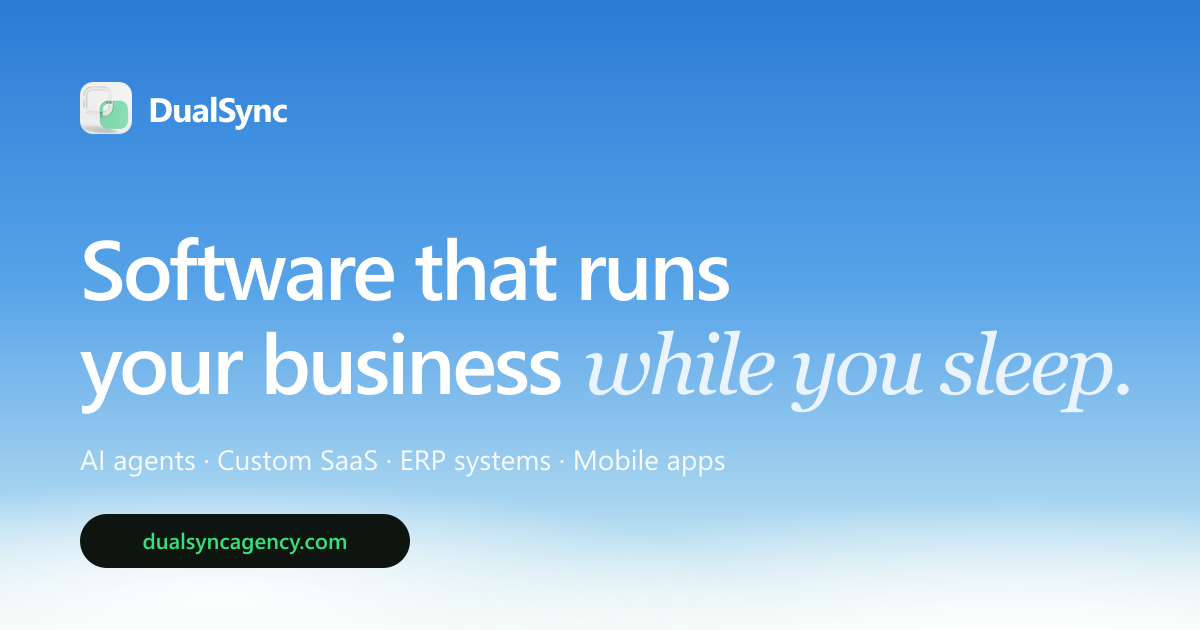 DualSync
Software that runs
your business while you sleep.
AI agents · Custom SaaS · ERP systems · Mobile apps
dualsyncagency.com